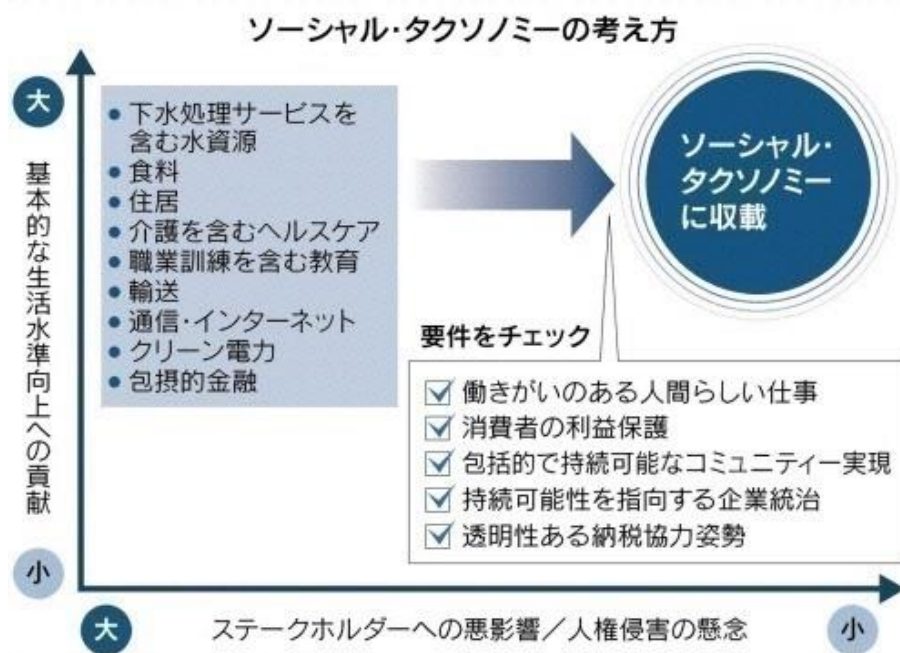 ソーシャル・タクソノミーの考え方
大
基本的な生活水準向上への貢献
小
● 下水処理サービスを
含む水資源
● 食料
● 住居
● 介護を含むヘルスケア
● 職業訓練を含む教育
● 輸送
● 通信・インターネット
● クリーン電力
● 包摂的金融
ソーシャル・
タクソノミー
に収載
要件をチェック
働きがいのある人間らしい仕事
消費者の利益保護
包括的で持続可能なコミュニティー実現
持続可能性を指向する企業統治
透明性ある納税協力姿勢
大
ステークホルダーへの悪影響／人権侵害の懸念
小